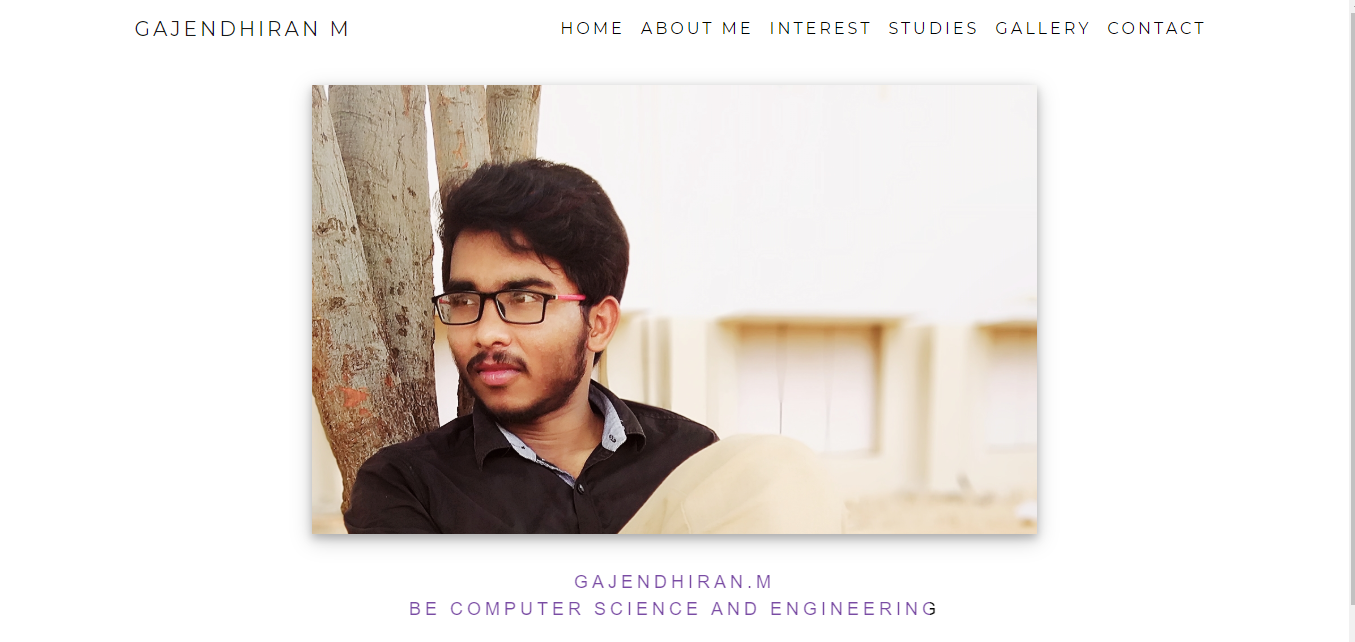 GAJENDHIRAN M
HOME ABOUT ME INTEREST STUDIES GALLERY CONTACT
GAJENDHIRAN.M
BE COMPUTER SCIENCE AND ENGINEERING